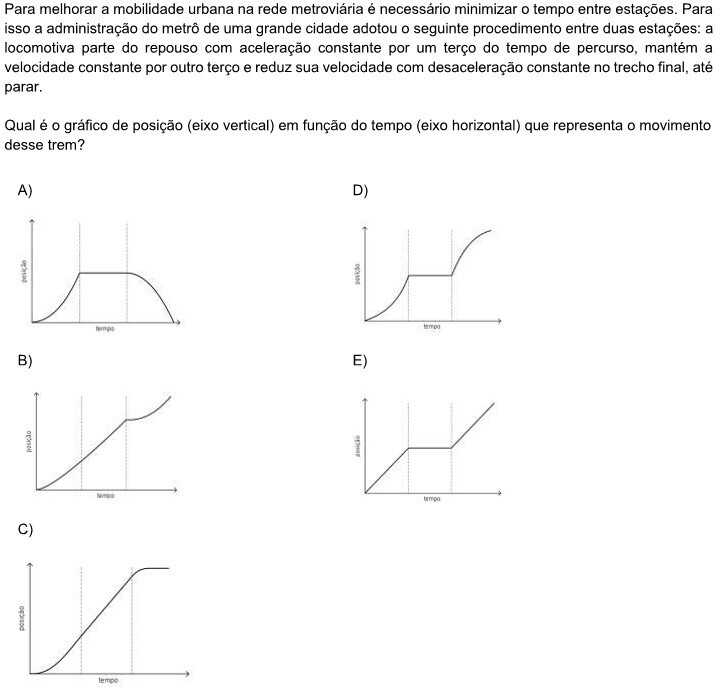 Para melhorar a mobilidade urbana na rede metroviária é necessário minimizar o tempo entre estações. Para
isso a administração do metrô de uma grande cidade adotou o seguinte procedimento entre duas estações: a
locomotiva parte do repouso com aceleração constante por um terço do tempo de percurso, mantém a
velocidade constante por outro terço e reduz sua velocidade com desaceleração constante no trecho final, até
parar.
Qual é o gráfico de posição (eixo vertical) em função do tempo (eixo horizontal) que representa o movimento
desse trem?
A)
posição
tempo
D)
posição
tempo
B)
posição
tempo
E)
posição
tempo
C)
posição
tempo